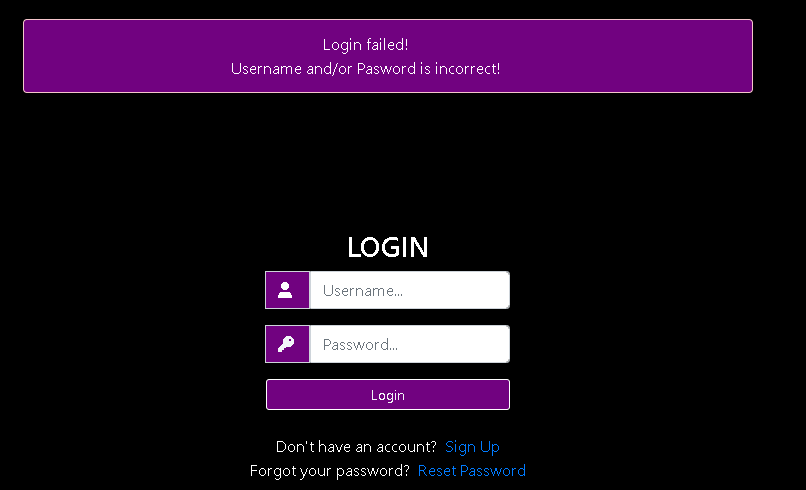 Login failed!
Username and/or Pasword is incorrect!
LOGIN
Username...
Password...
Login
Don't have an account? Sign Up
Forgot your password? Reset Password